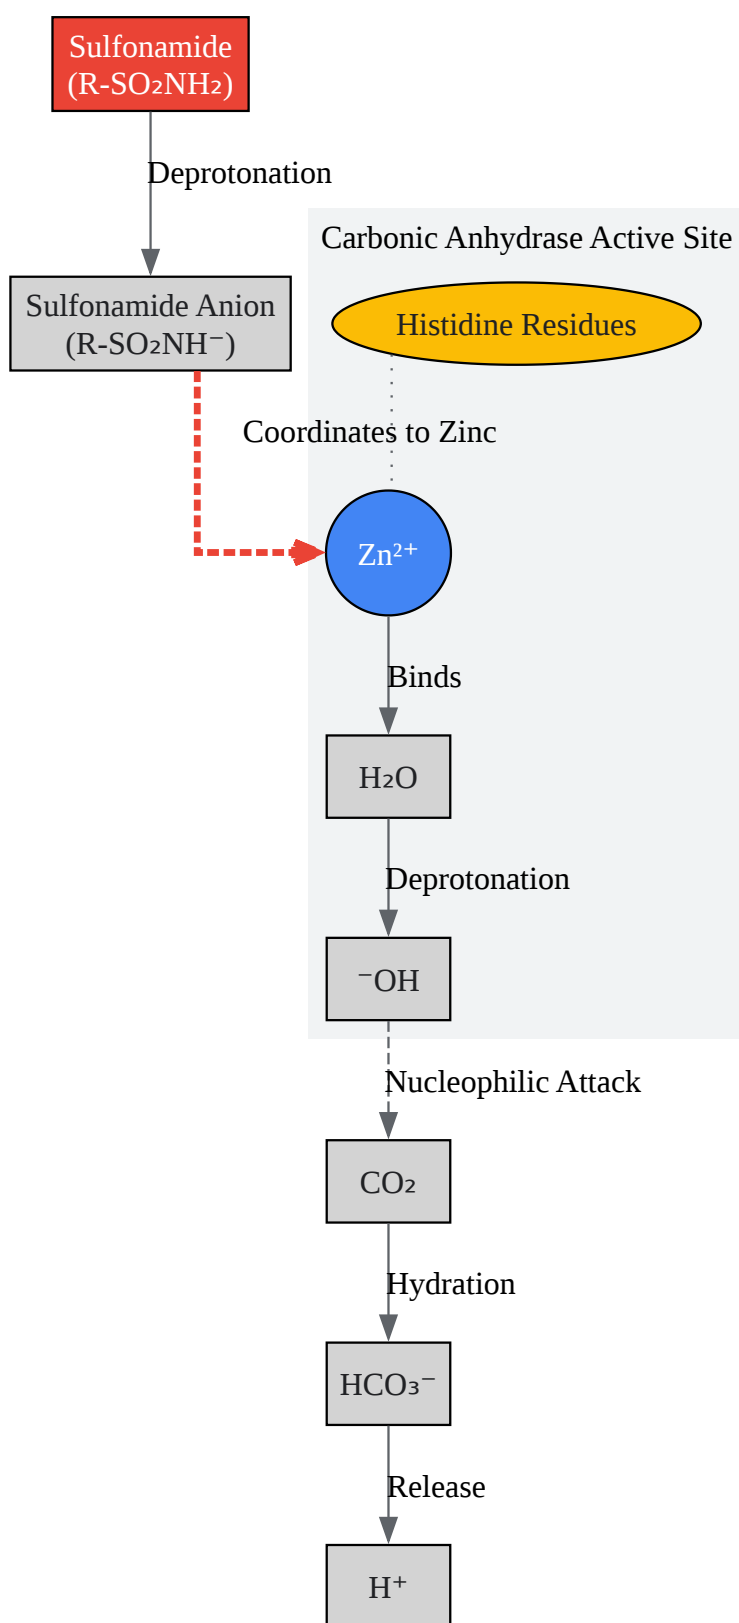 Sulfonamide
(R-SO₂NH₂)
Deprotonation
Carbonic Anhydrase Active Site
Sulfonamide Anion
(R-SO₂NH⁻)
Histidine Residues
Coordinates to Zinc
Zn²⁺
Binds
H₂O
Deprotonation
⁻OH
Nucleophilic Attack
CO₂
Hydration
HCO₃⁻
Release
H⁺